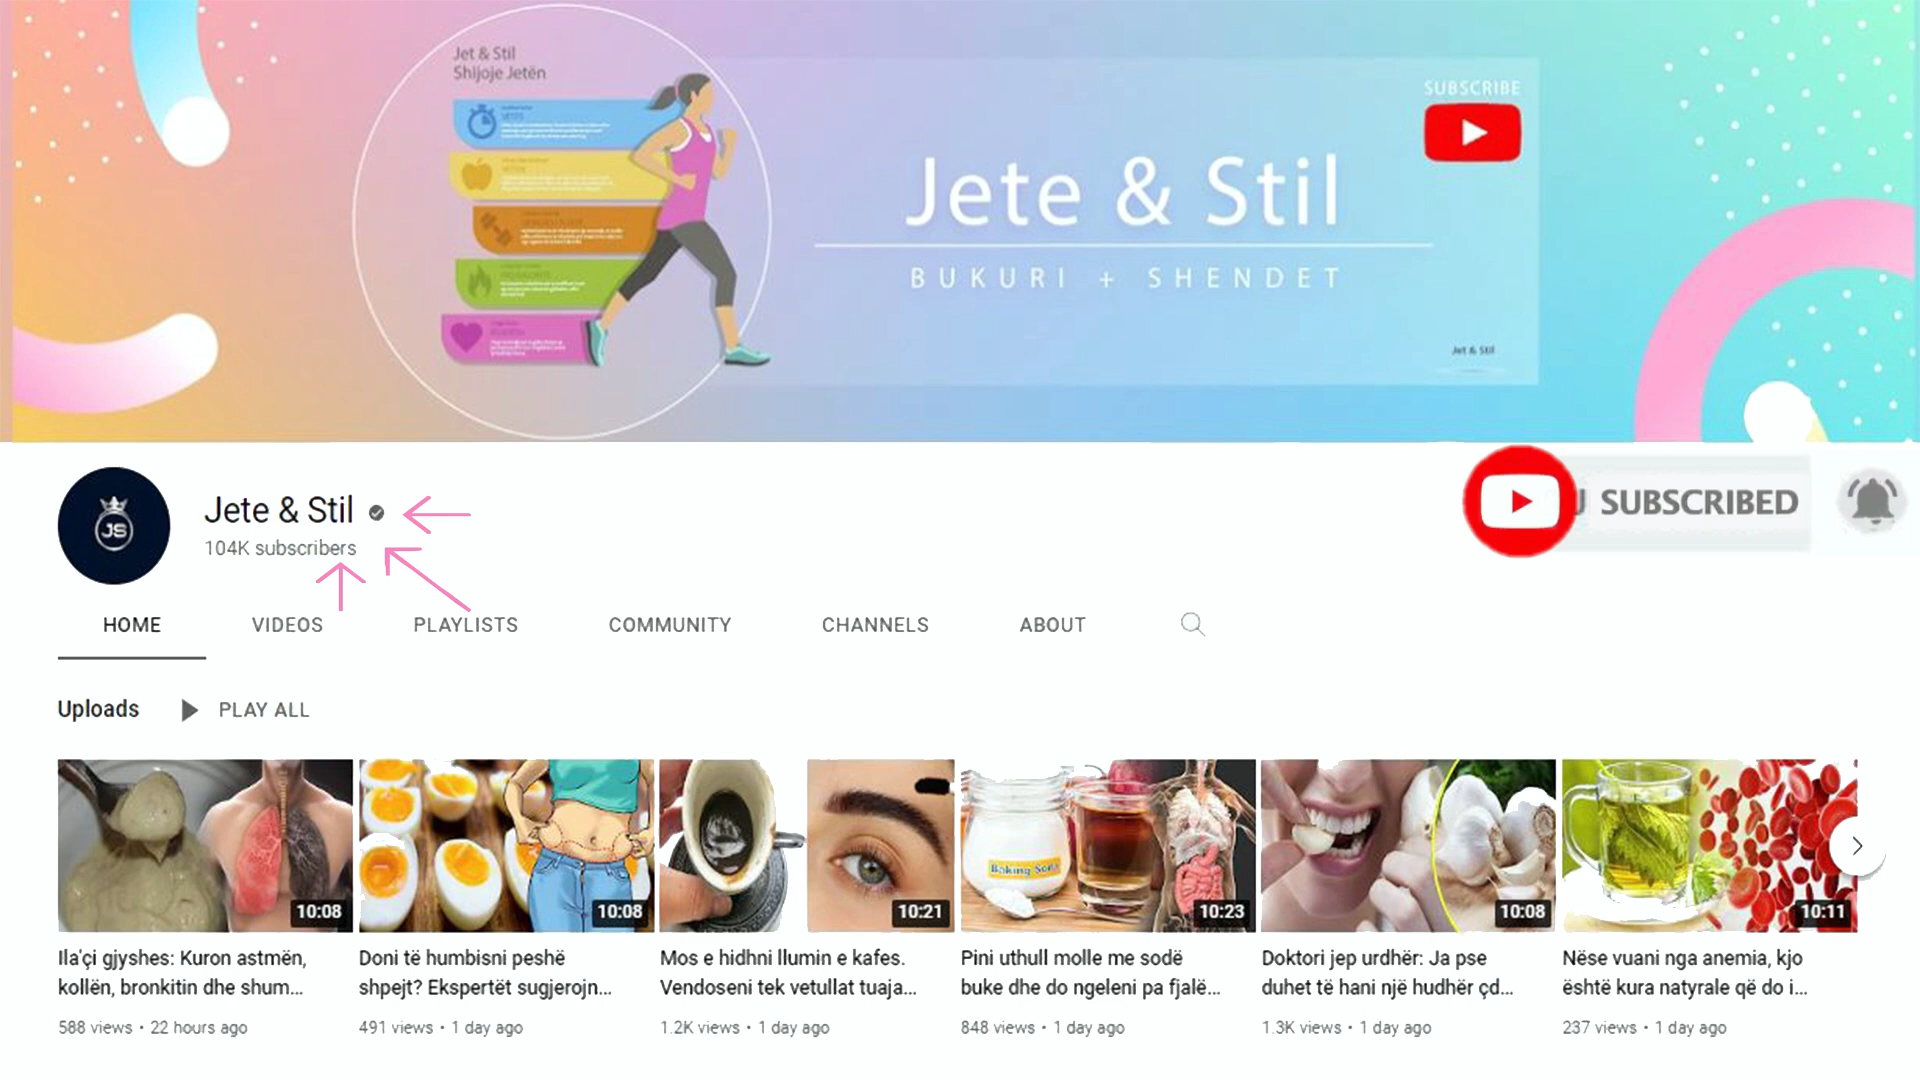 Jet & Stil
Shijoje Jetën
SUBSCRIBE
Jete & Stil
BUKURI + SHENDET
Jet & Stil
JS
Jete & Stil
104K subscribers
SUBSCRIBED
HOME VIDEOS PLAYLISTS COMMUNITY CHANNELS ABOUT
Uploads PLAY ALL
10:08
10:08
10:21
Baking Soda
10:23
10:08
10:11
Ila'çi gjyshes: Kuron astmën,
kollën, bronkitin dhe shum...
588 views • 22 hours ago
Doni të humbisni peshë
shpejt? Ekspertët sugjerojn...
491 views • 1 day ago
Mos e hidhni llumin e kafes.
Vendoseni tek vetullat tuaja...
1.2K views • 1 day ago
Pini uthull molle me sodë
buke dhe do ngeleni pa fjalë...
848 views • 1 day ago
Doktori jep urdhër: Ja pse
duhet të hani një hudhër çd...
1.3K views • 1 day ago
Nëse vuani nga anemia, kjo
është kura natyrale që do i...
237 views • 1 day ago